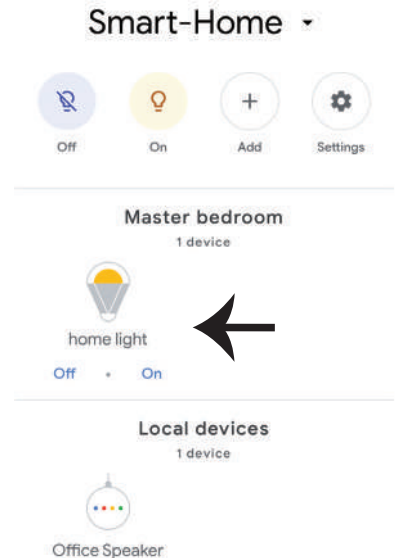 Smart-Home
Off On Add Settings
Master bedroom
1 device
home light
Off • On
Local devices
1 device
Office Speaker